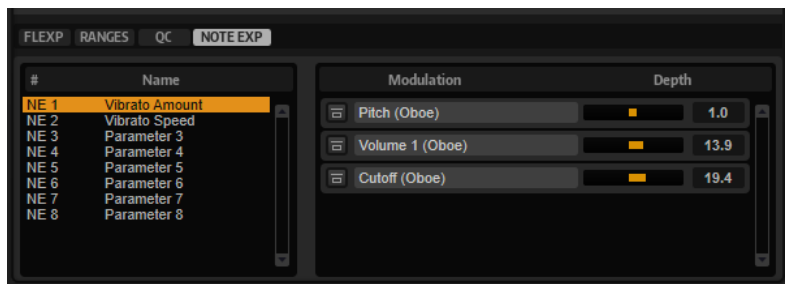 FLEXP RANGES QC NOTE EXP
# Name
NE 1 Vibrato Amount
NE 2 Vibrato Speed
NE 3 Parameter 3
NE 4 Parameter 4
NE 5 Parameter 5
NE 6 Parameter 6
NE 7 Parameter 7
NE 8 Parameter 8
Modulation Depth
Pitch (Oboe) 1.0
Volume 1 (Oboe) 13.9
Cutoff (Oboe) 19.4